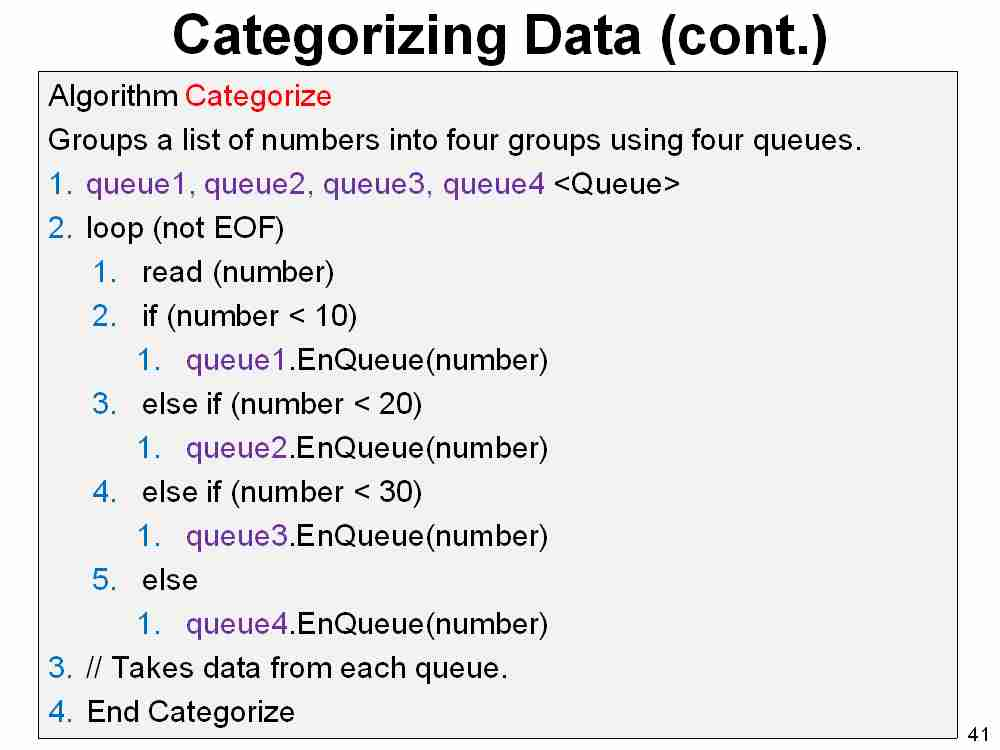 Categorizing Data (cont.)
Algorithm Categorize
Groups a list of numbers into four groups using four queues.
1. queue1, queue2, queue3, queue4 <Queue>
2. loop (not EOF)
1. read (number)
2. if (number < 10)
1. queue1.EnQueue(number)
3. else if (number < 20)
1. queue2.EnQueue(number)
4. else if (number < 30)
1. queue3.EnQueue(number)
5. else
1. queue4.EnQueue(number)
3. // Takes data from each queue.
4. End Categorize
41